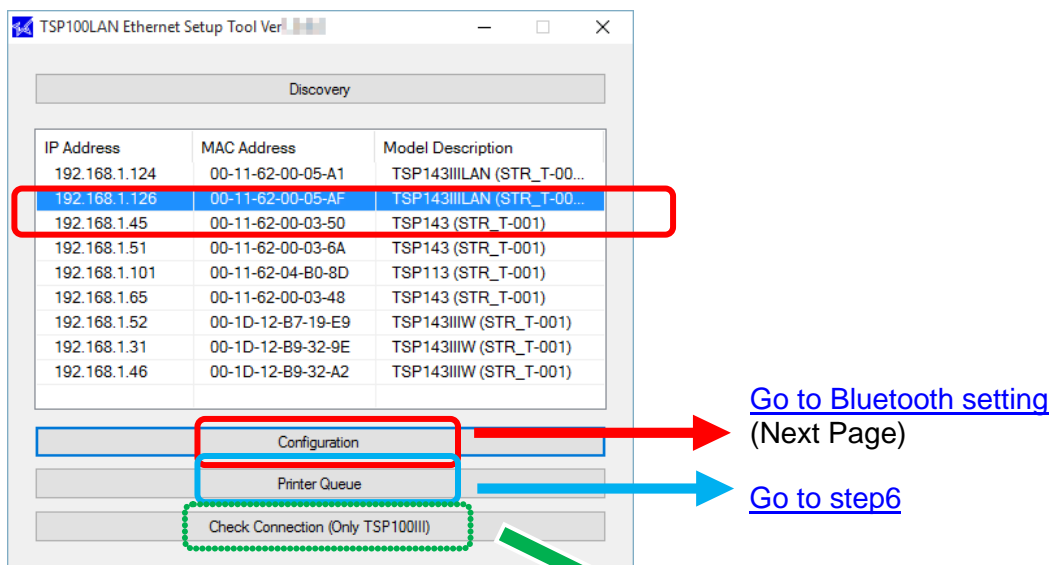 TSP100LAN Ethernet Setup Tool Ver
Discovery
IP Address MAC Address Model Description
192.168.1.124 00-11-62-00-05-A1 TSP143IIILAN (STR_T-00...
192.168.1.126 00-11-62-00-05-AF TSP143IIILAN (STR_T-00...
192.168.1.45 00-11-62-00-03-50 TSP143 (STR_T-001)
192.168.1.51 00-11-62-00-03-6A TSP143 (STR_T-001)
192.168.1.101 00-11-62-04-B0-8D TSP113 (STR_T-001)
192.168.1.65 00-11-62-00-03-48 TSP143 (STR_T-001)
192.168.1.52 00-1D-12-B7-19-E9 TSP143IIIW (STR_T-001)
192.168.1.31 00-1D-12-B9-32-9E TSP143IIIW (STR_T-001)
192.168.1.46 00-1D-12-B9-32-A2 TSP143IIIW (STR_T-001)
Configuration
Go to Bluetooth setting
(Next Page)
Printer Queue
Go to step6
Check Connection (Only TSP100III)